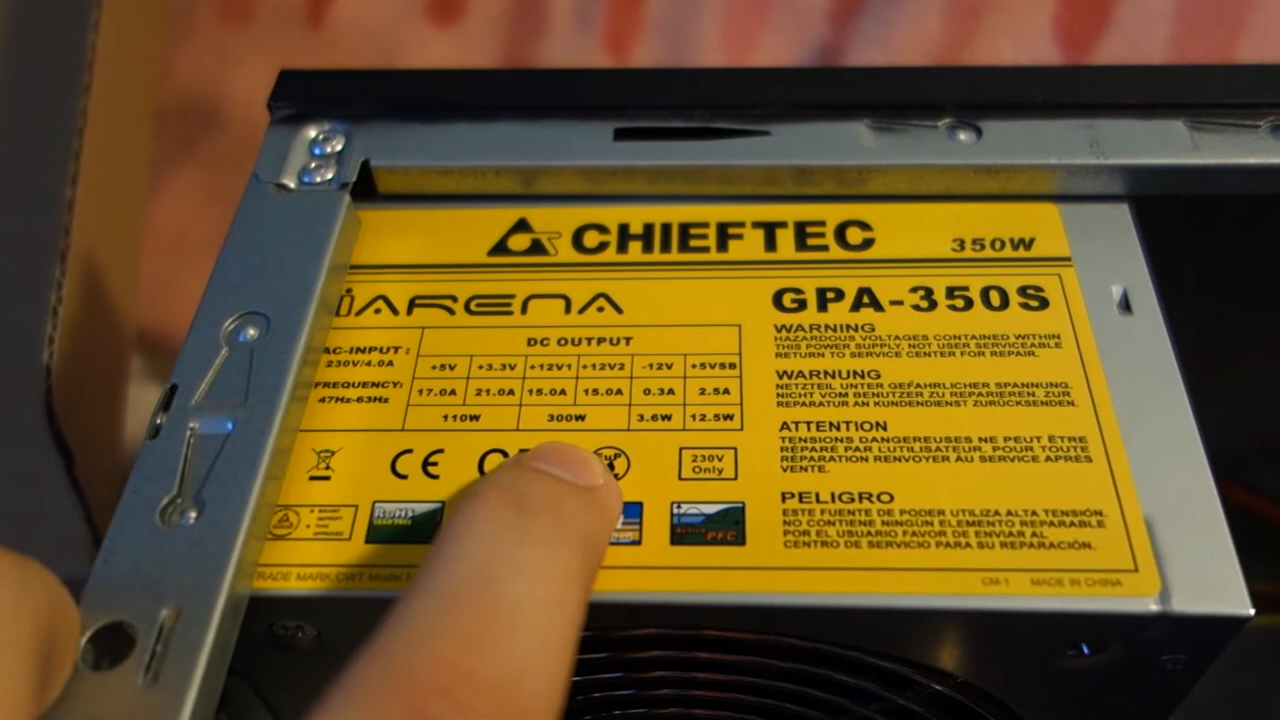 CHIEFTEC 350W
iARENA
GPA-350S
AC-INPUT:
230V/4.0A
FREQUENCY:
47Hz-63Hz
DC OUTPUT
+5V +3.3V +12V1 +12V2 -12V +5VSB
17.0A 21.0A 15.0A 15.0A 0.3A 2.5A
110W 300W 3.6W 12.5W
CE
230V
Only
RoHS
LEAD FREE
Active PFC
WARNING
HAZARDOUS VOLTAGES CONTAINED WITHIN
THIS POWER SUPPLY, NOT USER SERVICEABLE
RETURN TO SERVICE CENTER FOR REPAIR.
WARNUNG
NETZTEIL UNTER GEFÄHRLICHER SPANNUNG.
NICHT VOM BENUTZER ZU REPARIEREN. ZUR
REPARATUR AN KUNDENDIENST ZURÜCKSENDEN.
ATTENTION
TENSIONS DANGEREUSES NE PEUT ÊTRE
RÉPARÉ PAR L'UTILISATEUR. POUR TOUTE
RÉPARATION RENVOYER AU SERVICE APRÈS
VENTE.
PELIGRO
ESTE FUENTE DE PODER UTILIZA ALTA TENSIÓN.
NO CONTIENE NINGÚN ELEMENTO REPARABLE
POR EL USUARIO FAVOR DE ENVIAR AL
CENTRO DE SERVICIO PARA SU REPARACIÓN.
TRADE MARK CWT Model
CM-1 MADE IN CHINA